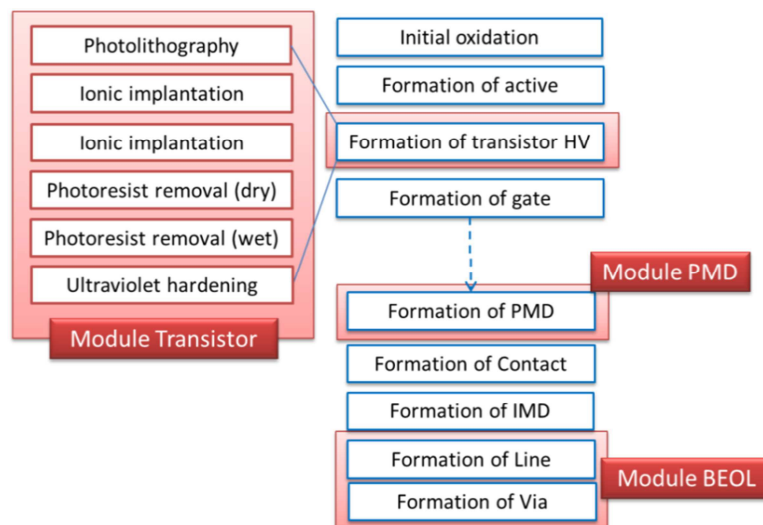 Photolithography
Ionic implantation
Ionic implantation
Photoresist removal (dry)
Photoresist removal (wet)
Ultraviolet hardening
Module Transistor
Initial oxidation
Formation of active
Formation of transistor HV
Formation of gate
Module PMD
Formation of PMD
Formation of Contact
Formation of IMD
Formation of Line
Formation of Via
Module BEOL